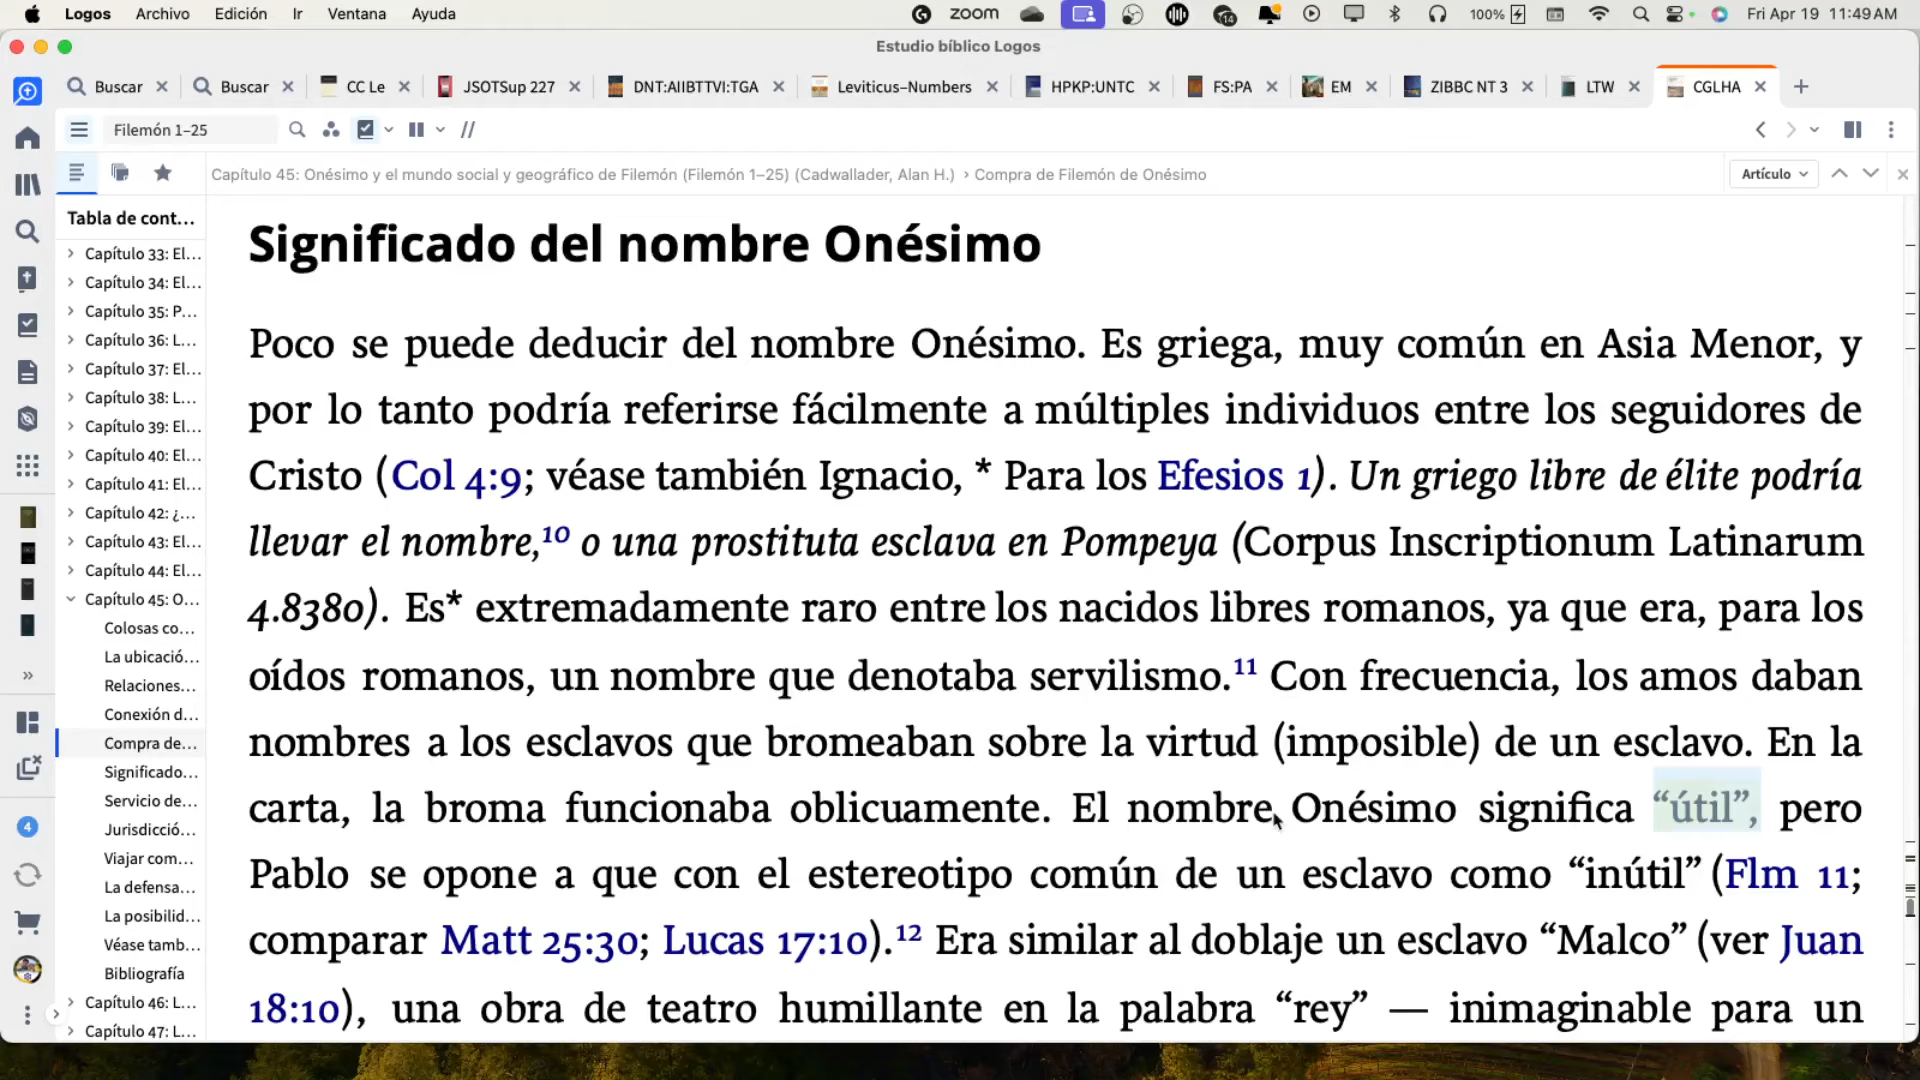 Logos Archivo Edición Ir Ventana Ayuda zoom 14 100% Fri Apr 19 11:49 AM
Estudio bíblico Logos
Buscar Buscar CC Le JSOTSup 227 DNT:AIIBTTVI:TGA Leviticus–Numbers HPKP:UNTC FS:PA EM ZIBBC NT 3 LTW CGLHA
Filemón 1–25
Capítulo 45: Onésimo y el mundo social y geográfico de Filemón (Filemón 1–25) (Cadwallader, Alan H.) › Compra de Filemón de Onésimo Artículo
Tabla de cont...
Capítulo 33: El...
Capítulo 34: El...
Capítulo 35: P...
Capítulo 36: L...
Capítulo 37: El...
Capítulo 38: L...
Capítulo 39: El...
Capítulo 40: El...
Capítulo 41: El...
Capítulo 42: ¿...
Capítulo 43: El...
Capítulo 44: El...
Capítulo 45: O...
Colosas co...
La ubicació...
Relaciones...
Conexión d...
Compra de...
Significado...
Servicio de...
Jurisdicció...
Viajar com...
La defensa...
La posibilid...
Véase tamb...
Bibliografía
Capítulo 46: L...
Capítulo 47: L...
4
Significado del nombre Onésimo
Poco se puede deducir del nombre Onésimo. Es griega, muy común en Asia Menor, y
por lo tanto podría referirse fácilmente a múltiples individuos entre los seguidores de
Cristo (Col 4:9; véase también Ignacio, * Para los Efesios 1). Un griego libre de élite podría
llevar el nombre,10 o una prostituta esclava en Pompeya (Corpus Inscriptionum Latinarum
4.8380). Es* extremadamente raro entre los nacidos libres romanos, ya que era, para los
oídos romanos, un nombre que denotaba servilismo.11 Con frecuencia, los amos daban
nombres a los esclavos que bromeaban sobre la virtud (imposible) de un esclavo. En la
carta, la broma funcionaba oblicuamente. El nombre Onésimo significa “útil”, pero
Pablo se opone a que con el estereotipo común de un esclavo como “inútil” (Flm 11;
comparar Matt 25:30; Lucas 17:10).12 Era similar al doblaje un esclavo “Malco” (ver Juan
18:10), una obra de teatro humillante en la palabra “rey” — inimaginable para un